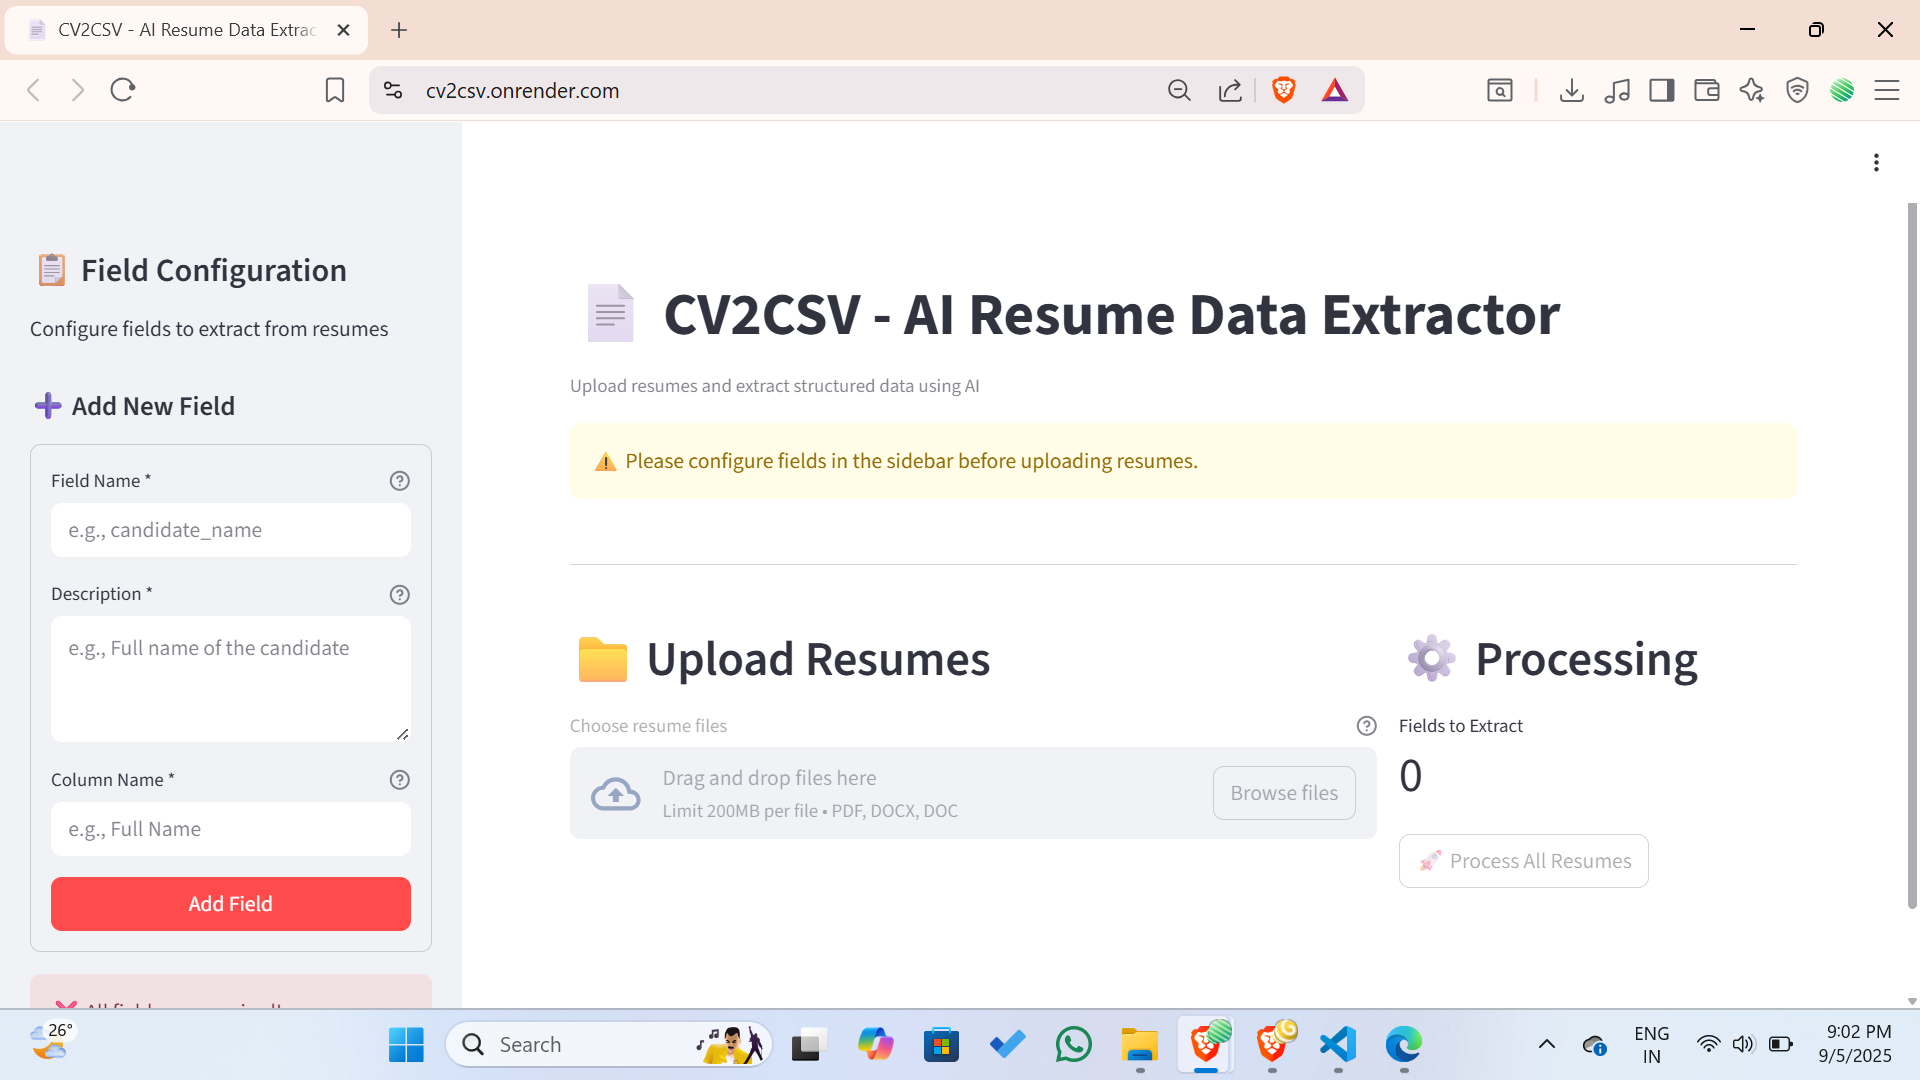 CV2CSV - AI Resume Data Extrac
cv2csv.onrender.com
Field Configuration
Configure fields to extract from resumes
Add New Field
Field Name *
e.g., candidate_name
Description *
e.g., Full name of the candidate
Column Name *
e.g., Full Name
Add Field
CV2CSV - AI Resume Data Extractor
Upload resumes and extract structured data using AI
Please configure fields in the sidebar before uploading resumes.
Upload Resumes
Choose resume files
Drag and drop files here
Limit 200MB per file • PDF, DOCX, DOC
Browse files
Processing
Fields to Extract
0
Process All Resumes
26°
Search
ENG
IN
9:02 PM
9/5/2025